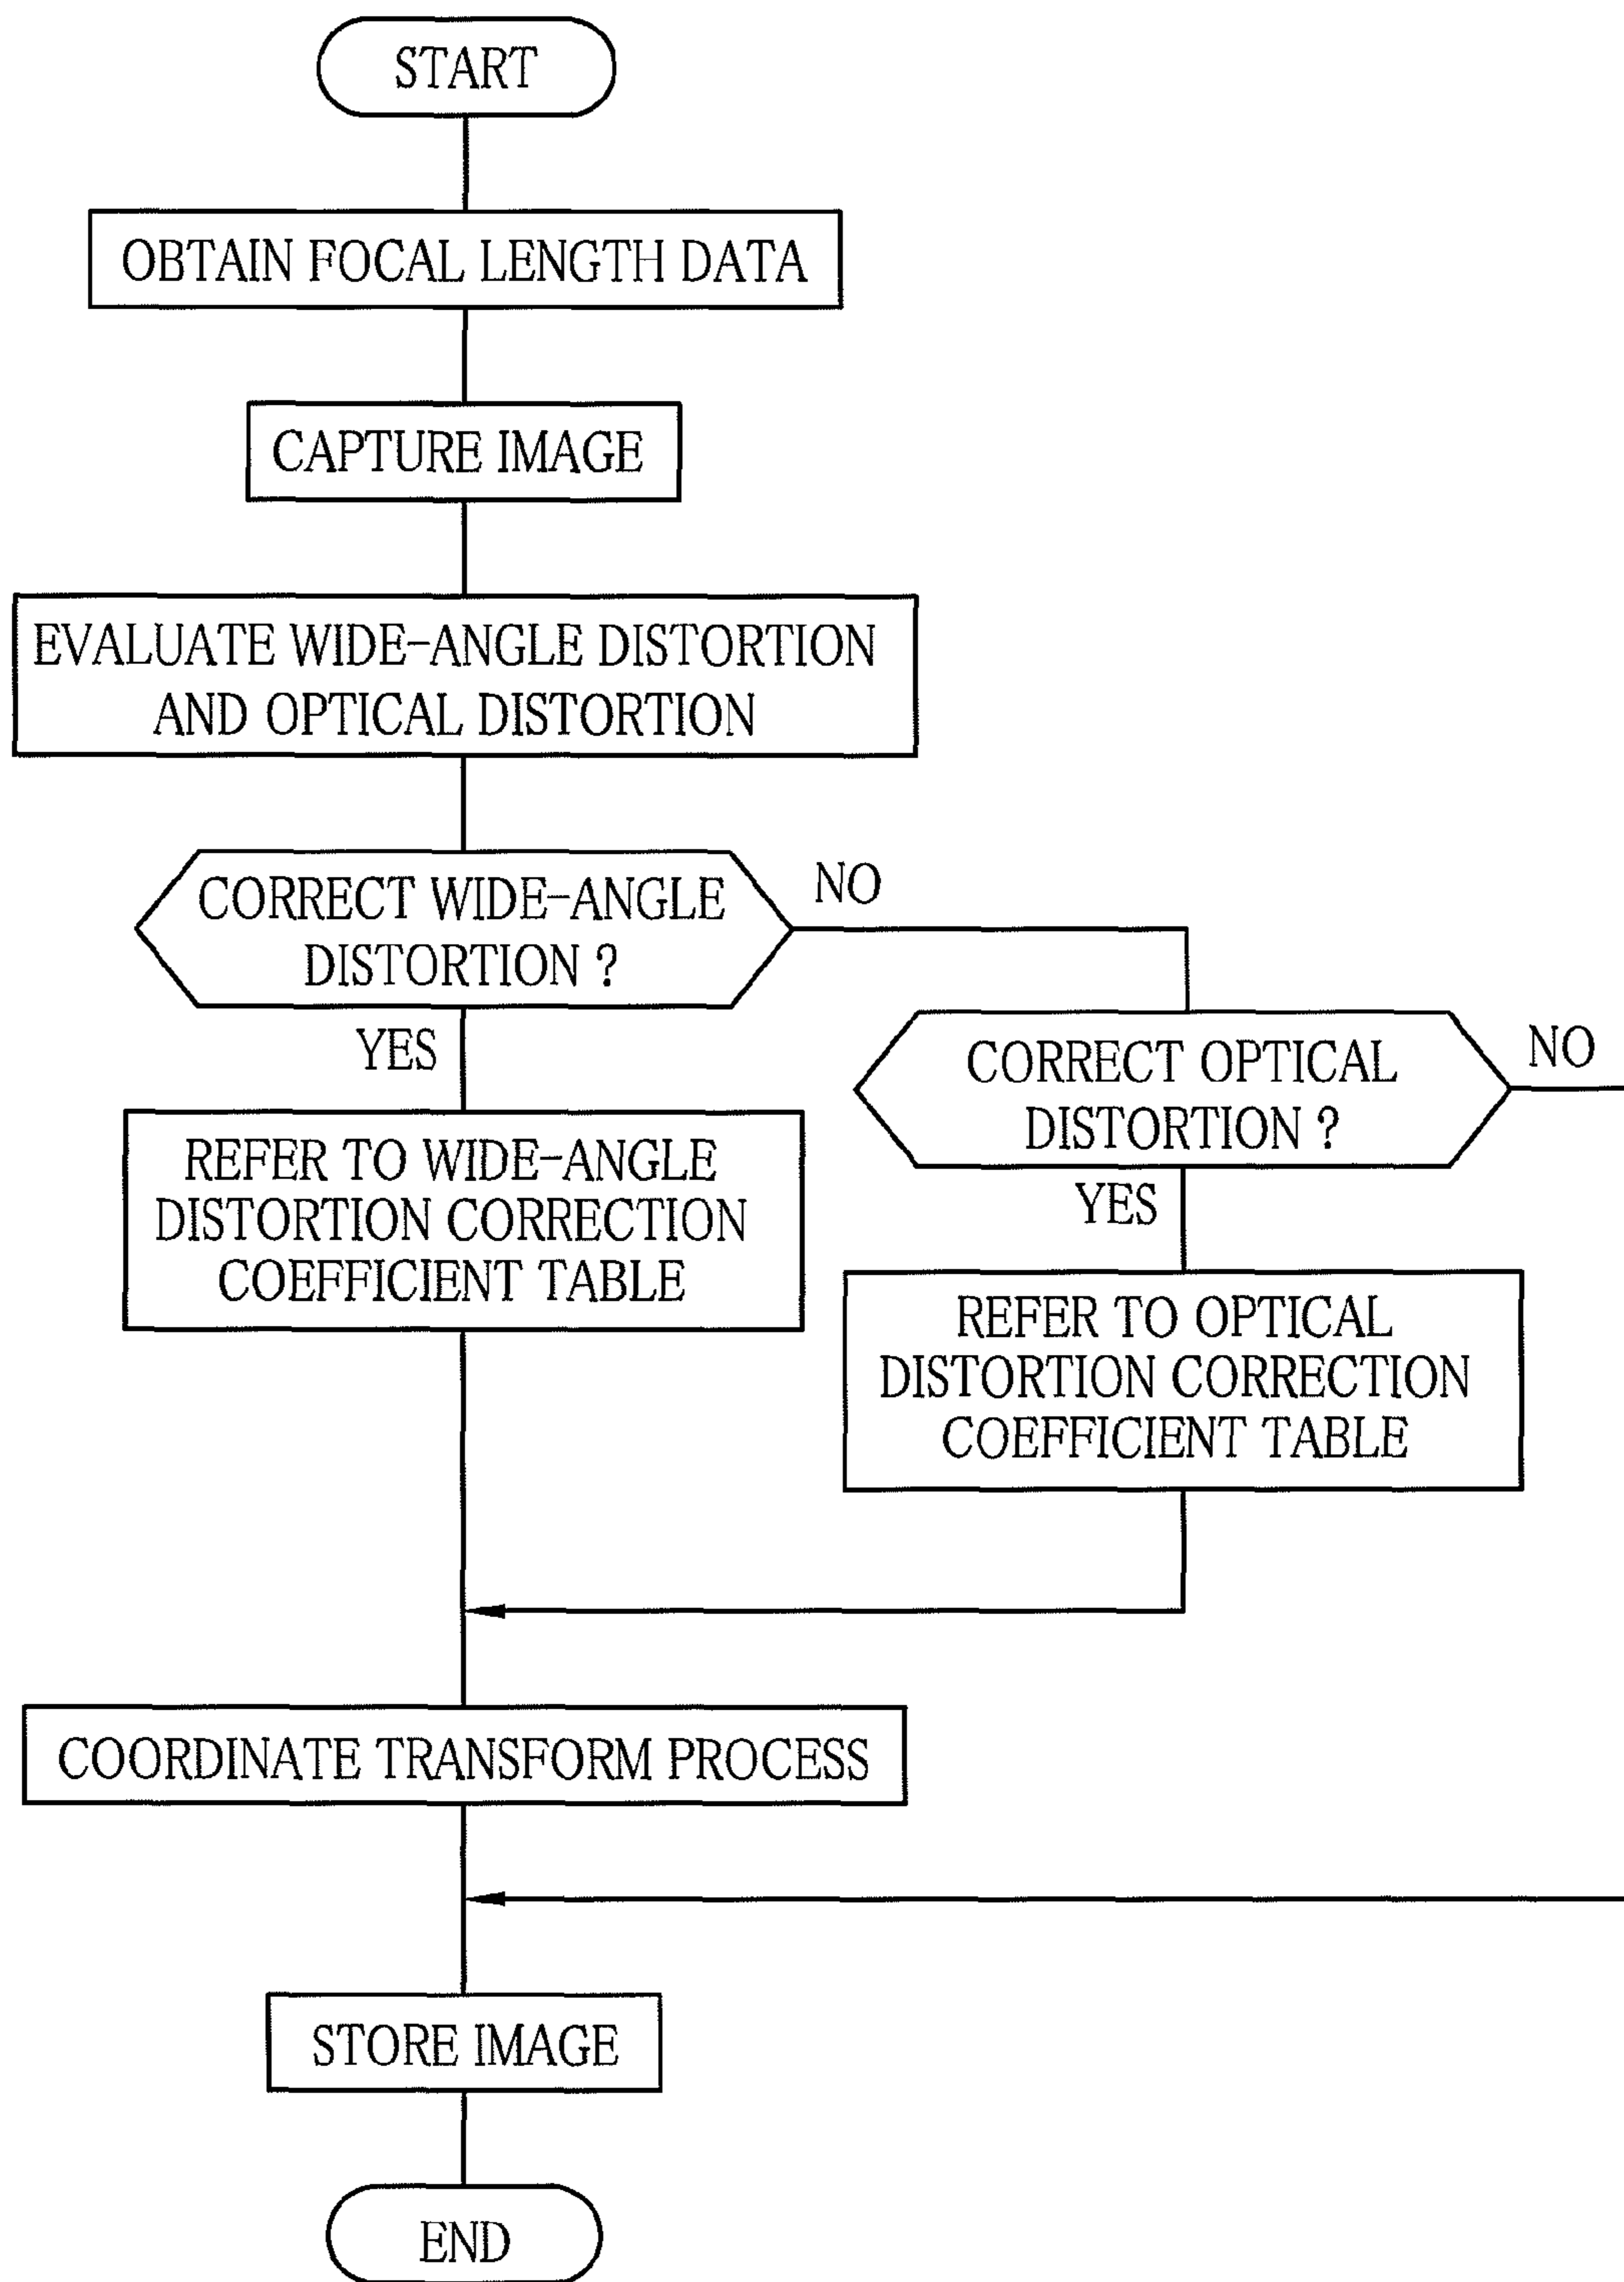 START
OBTAIN FOCAL LENGTH DATA
CAPTURE IMAGE
EVALUATE WIDE-ANGLE DISTORTION
AND OPTICAL DISTORTION
CORRECT WIDE-ANGLE
DISTORTION ?
NO
YES
CORRECT OPTICAL
DISTORTION ?
NO
YES
REFER TO WIDE-ANGLE
DISTORTION CORRECTION
COEFFICIENT TABLE
REFER TO OPTICAL
DISTORTION CORRECTION
COEFFICIENT TABLE
COORDINATE TRANSFORM PROCESS
STORE IMAGE
END